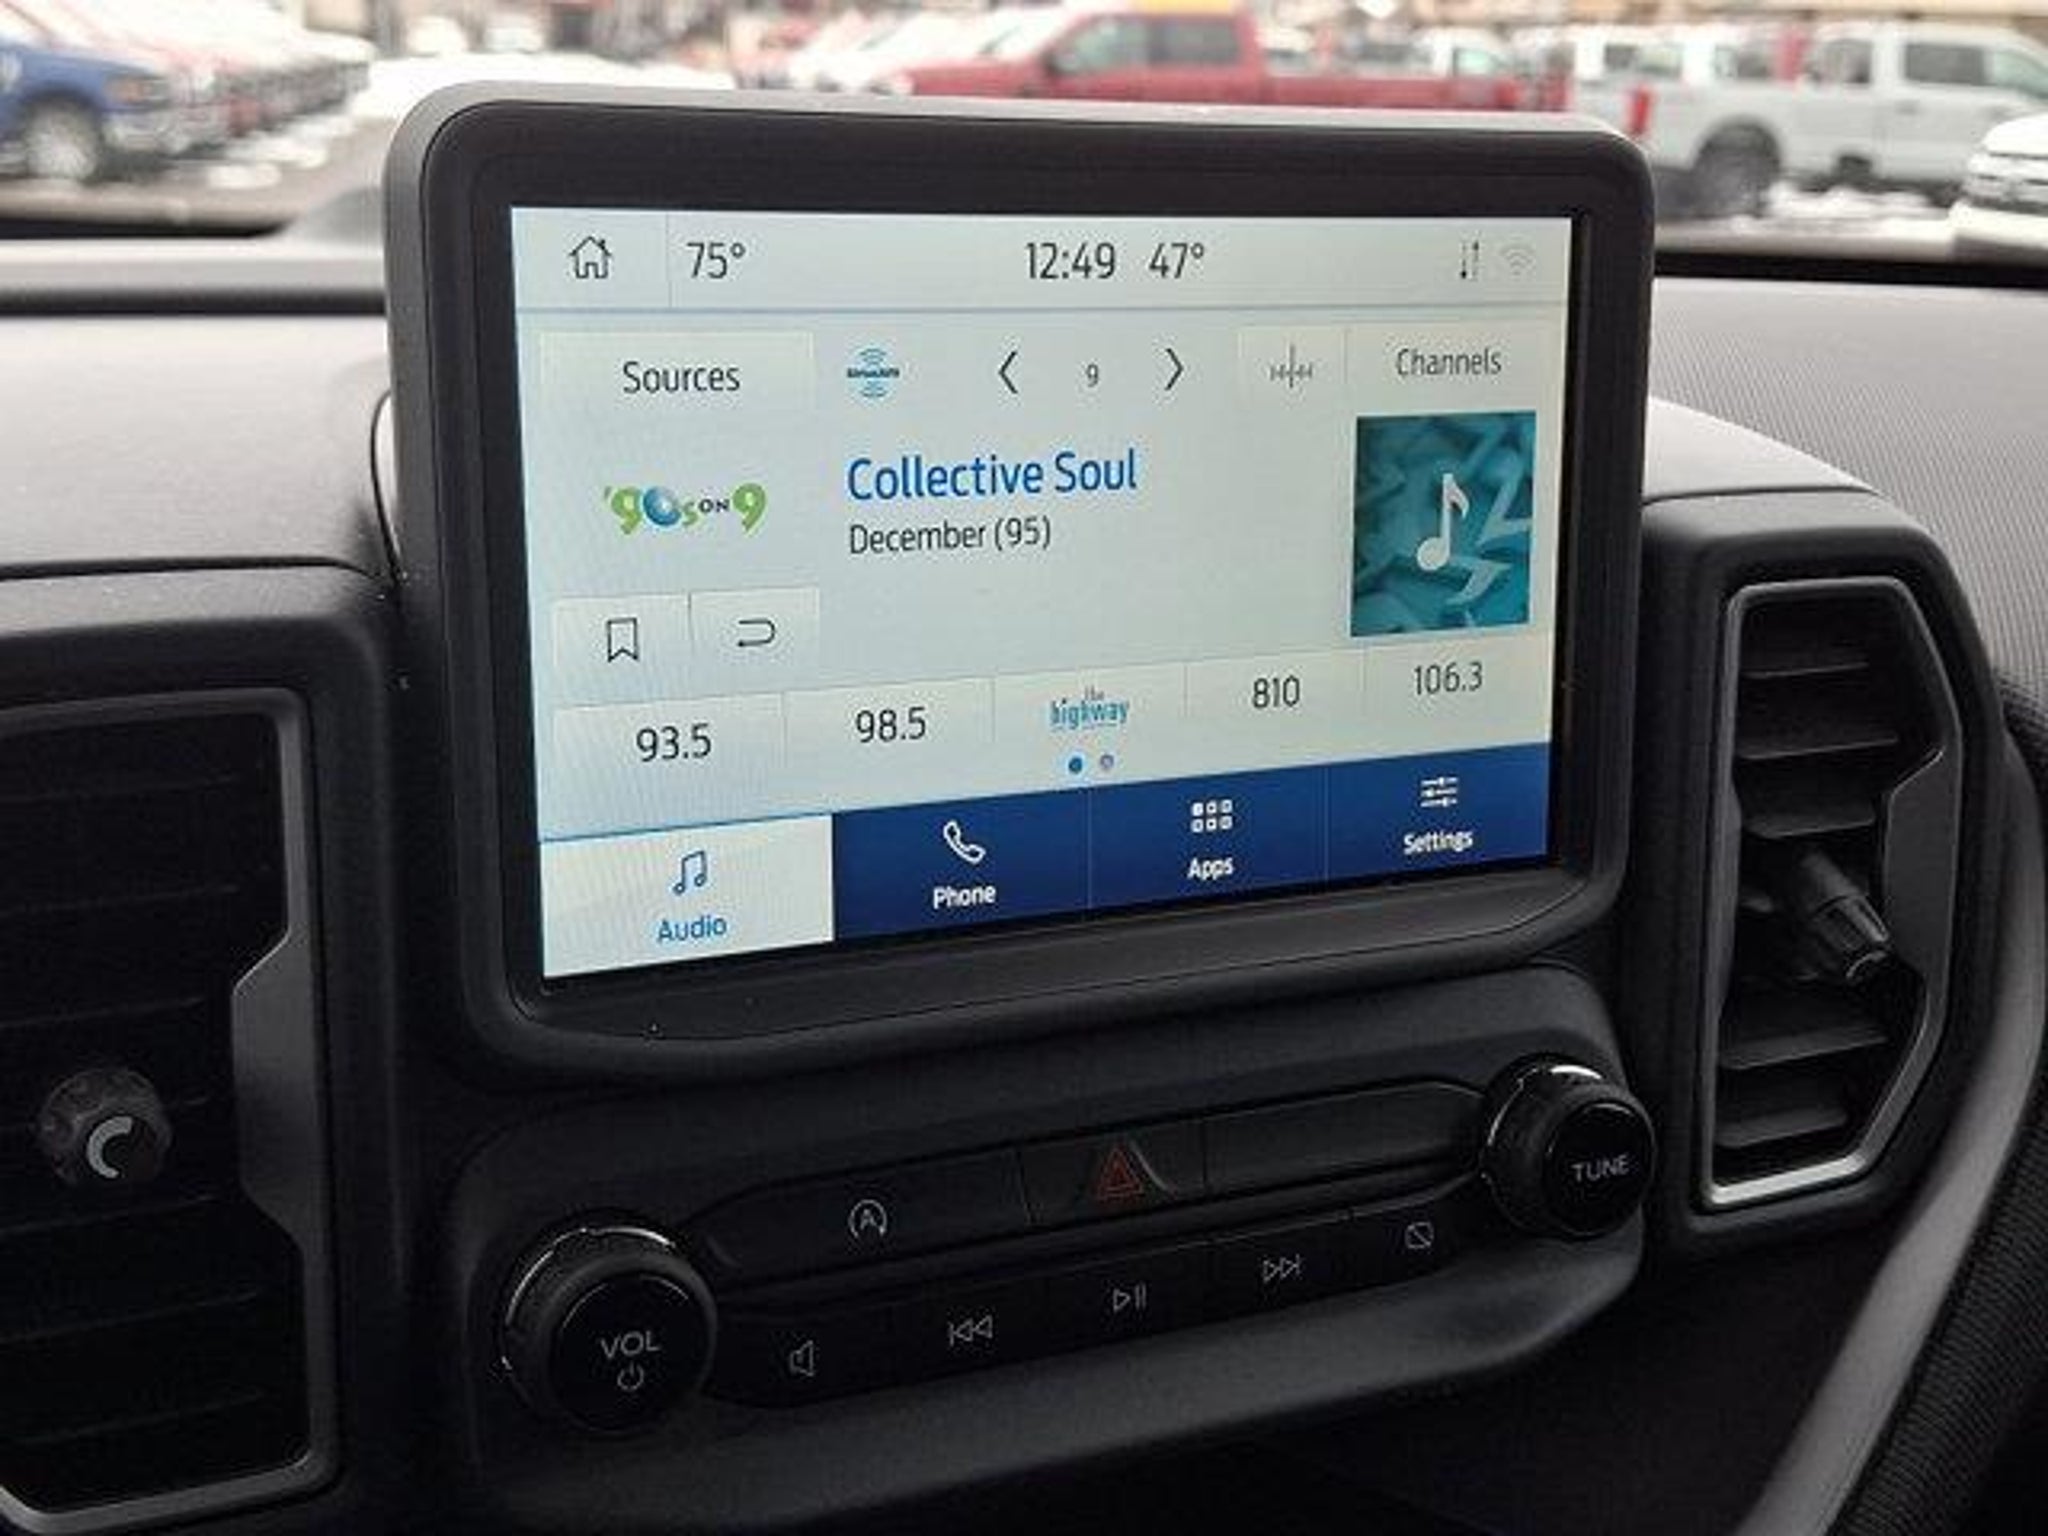 75° 12:49 47°
Sources 9 Channels
'90s ON 9
Collective Soul
December (95)
93.5 98.5 the highway 810 106.3
Audio Phone Apps Settings
A
TUNE
VOL